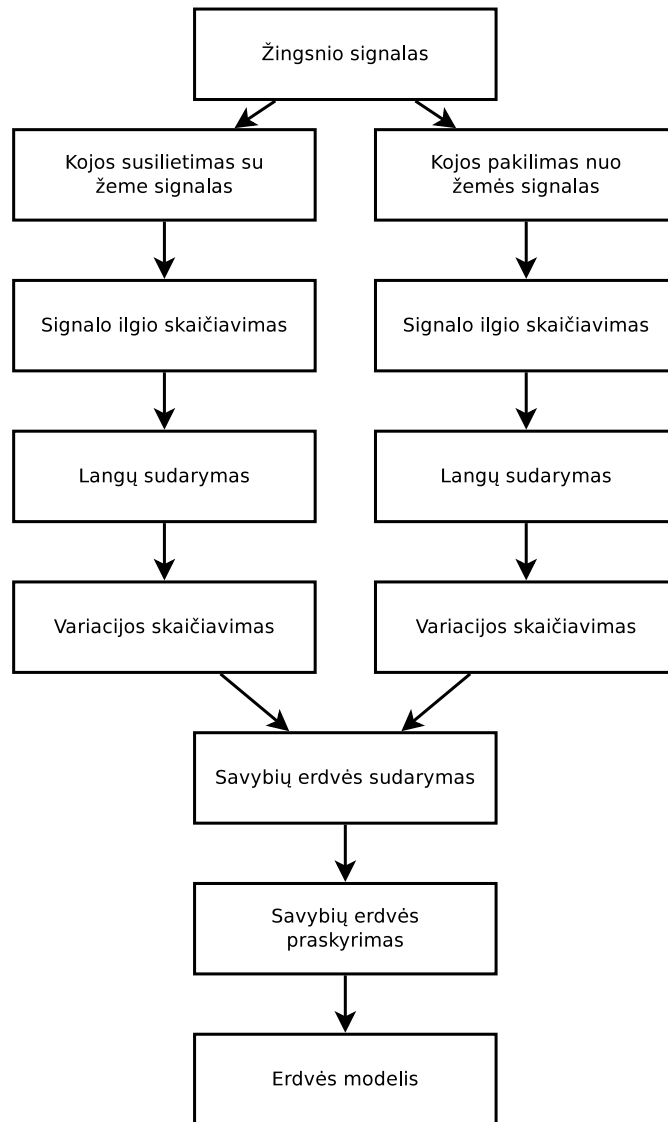 Žingsnio signalas
Kojos susilietimas su
žeme signalas
Kojos pakilimas nuo
žemės signalas
Signalo ilgio skaičiavimas
Signalo ilgio skaičiavimas
Langų sudarymas
Langų sudarymas
Variacijos skaičiavimas
Variacijos skaičiavimas
Savybių erdvės sudarymas
Savybių erdvės
praskyrimas
Erdvės modelis